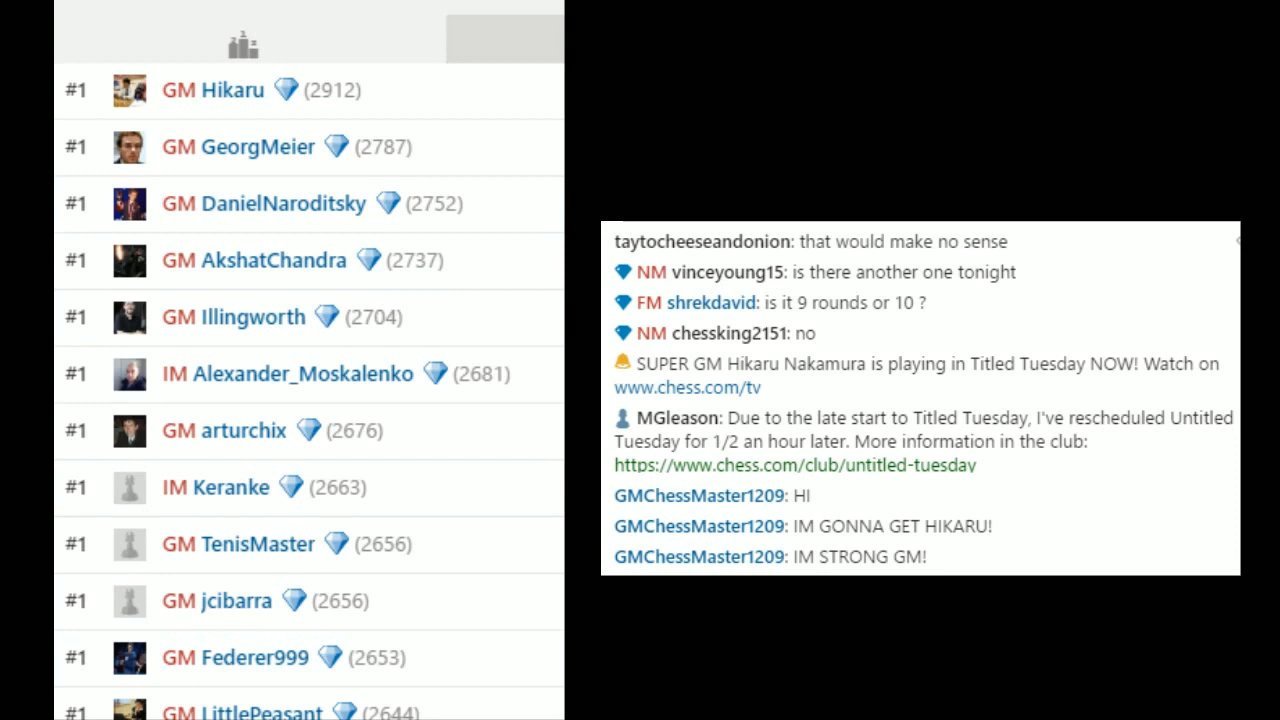 #1 GM Hikaru (2912)
#1 GM GeorgMeier (2787)
#1 GM DanielNaroditsky (2752)
#1 GM AkshatChandra (2737)
#1 GM Illingworth (2704)
#1 IM Alexander_Moskalenko (2681)
#1 GM arturchix (2676)
#1 IM Keranke (2663)
#1 GM TenisMaster (2656)
#1 GM jcibarra (2656)
#1 GM Federer999 (2653)
#1 GM LittlePeasant (2644)
taytocheeseandonion: that would make no sense
NM vinceyoung15: is there another one tonight
FM shrekdavid: is it 9 rounds or 10 ?
NM chessking2151: no
SUPER GM Hikaru Nakamura is playing in Titled Tuesday NOW! Watch on
www.chess.com/tv
MGleason: Due to the late start to Titled Tuesday, I've rescheduled Untitled
Tuesday for 1/2 an hour later. More information in the club:
https://www.chess.com/club/untitled-tuesday
GMChessMaster1209: HI
GMChessMaster1209: IM GONNA GET HIKARU!
GMChessMaster1209: IM STRONG GM!